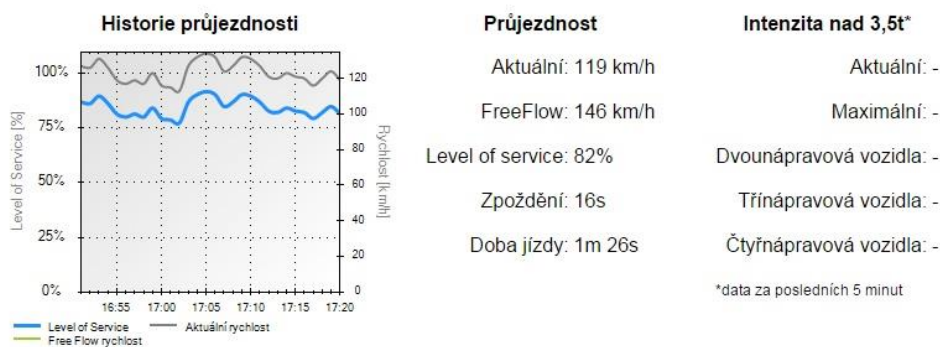 Historie průjezdnosti
Level of Service [%]
100%
75%
50%
25%
0%
120
100
80
60
40
20
0
Rychlost [km/h]
16:55
17:00
17:05
17:10
17:15
17:20
Level of Service
Aktuální rychlost
Free Flow rychlost
Průjezdnost
Aktuální: 119 km/h
FreeFlow: 146 km/h
Level of service: 82%
Zpoždění: 16s
Doba jízdy: 1m 26s
Intenzita nad 3,5t*
Aktuální: -
Maximální: -
Dvounápravová vozidla: -
Třínápravová vozidla: -
Čtyřnápravová vozidla: -
*data za posledních 5 minut